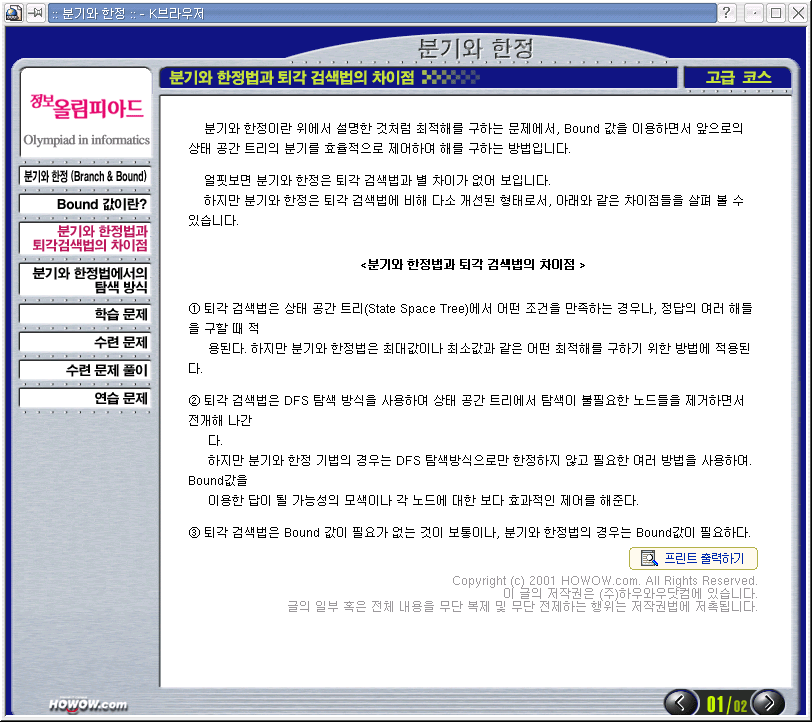 :: 분기와 한정 :: - K브라우저
분기와 한정
분기와 한정법과 퇴각 검색법의 차이점
고급 코스
정보올림피아드
Olympiad in informatics
분기와 한정 (Branch & Bound)
Bound 값이란?
분기와 한정법과
퇴각검색법의 차이점
분기와 한정법에서의
탐색 방식
학습 문제
수련 문제
수련 문제 풀이
연습 문제
분기와 한정이란 위에서 설명한 것처럼 최적해를 구하는 문제에서, Bound 값을 이용하면서 앞으로의
상태 공간 트리의 분기를 효율적으로 제어하여 해를 구하는 방법입니다.
얼핏보면 분기와 한정은 퇴각 검색법과 별 차이가 없어 보입니다.
하지만 분기와 한정은 퇴각 검색법에 비해 다소 개선된 형태로서, 아래와 같은 차이점들을 살펴 볼 수
있습니다.
<분기와 한정법과 퇴각 검색법의 차이점 >
① 퇴각 검색법은 상태 공간 트리(State Space Tree)에서 어떤 조건을 만족하는 경우나, 정답의 여러 해들
을 구할 때 적
용된다. 하지만 분기와 한정법은 최대값이나 최소값과 같은 어떤 최적해를 구하기 위한 방법에 적용된
다.
② 퇴각 검색법은 DFS 탐색 방식을 사용하여 상태 공간 트리에서 탐색이 불필요한 노드들을 제거하면서
전개해 나간
다.
하지만 분기와 한정 기법의 경우는 DFS 탐색방식으로만 한정하지 않고 필요한 여러 방법을 사용하여.
Bound값을
이용한 답이 될 가능성의 모색이나 각 노드에 대한 보다 효과적인 제어를 해준다.
③ 퇴각 검색법은 Bound 값이 필요가 없는 것이 보통이나, 분기와 한정법의 경우는 Bound값이 필요하다.
프린트 출력하기
Copyright (c) 2001 HOWOW.com. All Rights Reserved.
이 글의 저작권은 (주)하우와우닷컴에 있습니다.
글의 일부 혹은 전체 내용을 무단 복제 및 무단 전제하는 행위는 저작권법에 저촉됩니다.
HOWOW.com
01/02